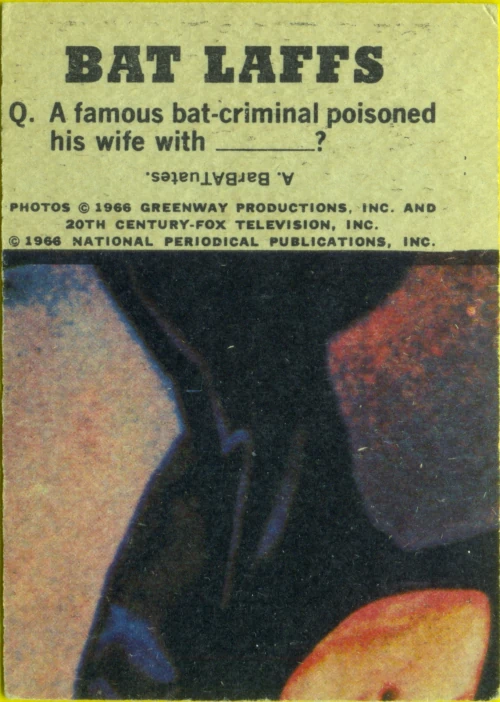 BAT LAFFS
Q. A famous bat-criminal poisoned
his wife with ________?
A. BarBATuates.
PHOTOS © 1966 GREENWAY PRODUCTIONS, INC. AND
20TH CENTURY-FOX TELEVISION, INC.
© 1966 NATIONAL PERIODICAL PUBLICATIONS, INC.